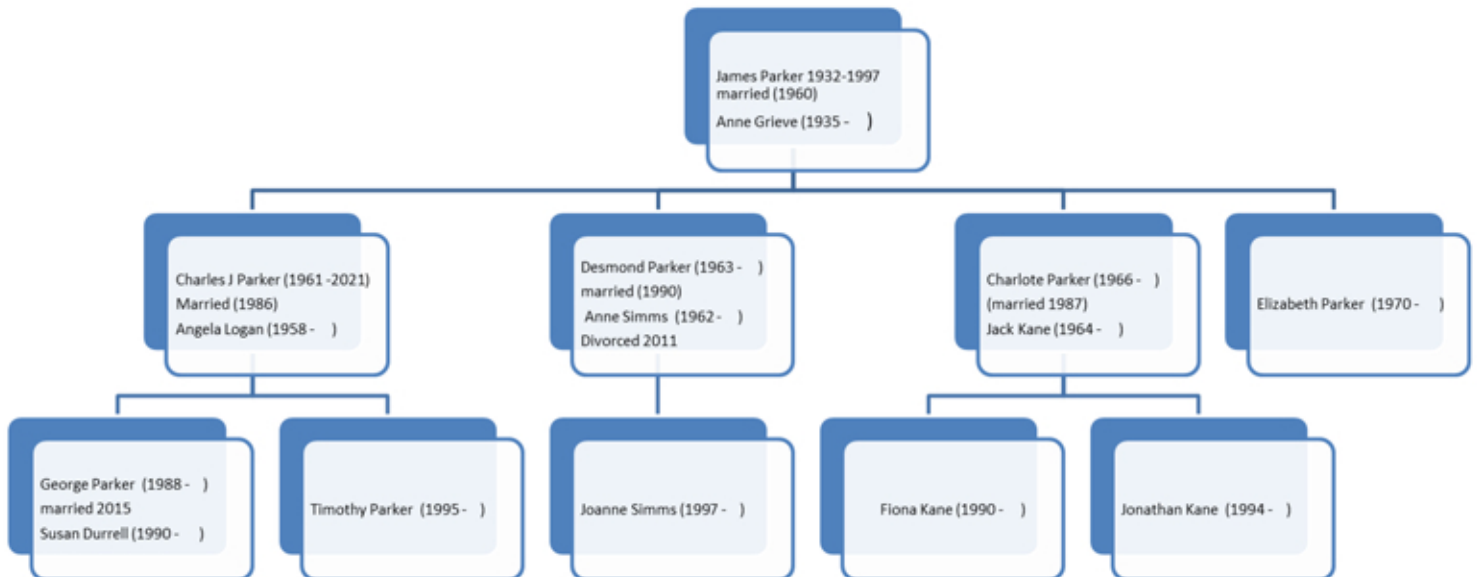 James Parker 1932-1997
married (1960)
Anne Grieve (1935 -    )
Charles J Parker (1961 -2021)
Married (1986)
Angela Logan (1958 -    )
Desmond Parker (1963 -    )
married (1990)
Anne Simms  (1962 -    )
Divorced 2011
Charlote Parker (1966 -    )
(married 1987)
Jack Kane (1964 -    )
Elizabeth Parker (1970 -    )
George Parker  (1988 -    )
married 2015
Susan Durrell (1990 -    )
Timothy Parker  (1995 -    )
Joanne Simms (1997 -    )
Fiona Kane (1990 -    )
Jonathan Kane (1994 -    )